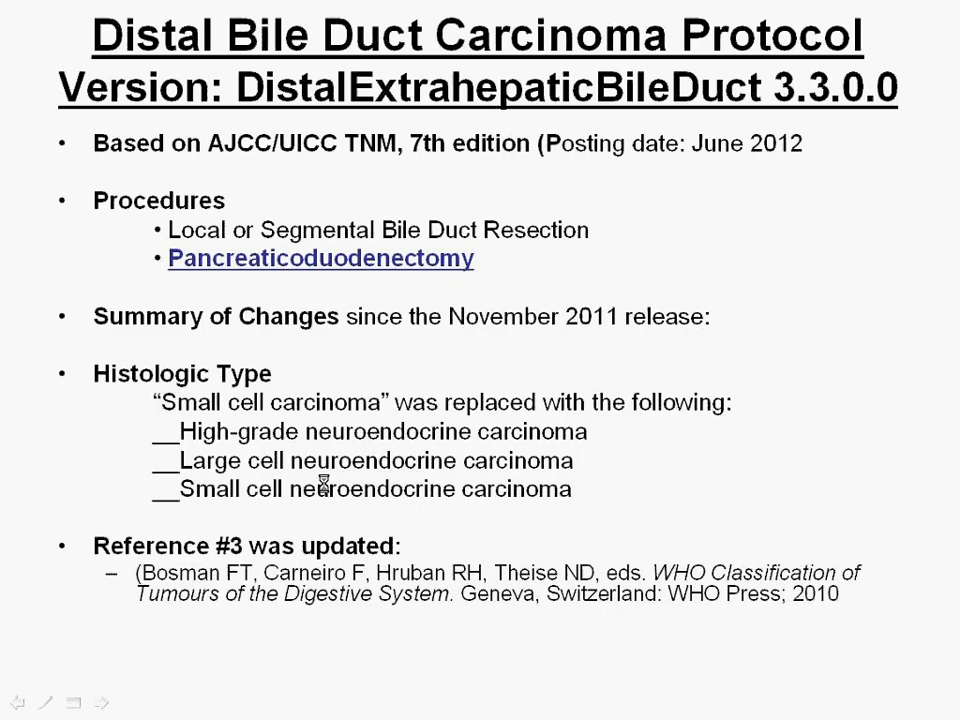 Distal Bile Duct Carcinoma Protocol
Version: DistalExtrahepaticBileDuct 3.3.0.0
• Based on AJCC/UICC TNM, 7th edition (Posting date: June 2012
• Procedures
• Local or Segmental Bile Duct Resection
• Pancreaticoduodenectomy
• Summary of Changes since the November 2011 release:
• Histologic Type
“Small cell carcinoma” was replaced with the following:
__High-grade neuroendocrine carcinoma
__Large cell neuroendocrine carcinoma
__Small cell neuroendocrine carcinoma
• Reference #3 was updated:
– (Bosman FT, Carneiro F, Hruban RH, Theise ND, eds. WHO Classification of
Tumours of the Digestive System. Geneva, Switzerland: WHO Press; 2010